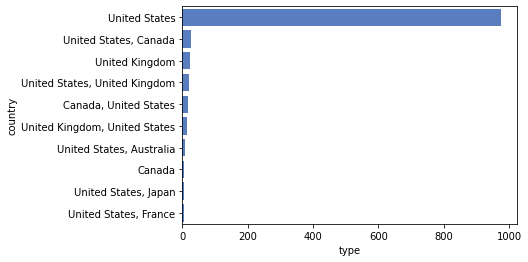 United States
United States, Canada
United Kingdom
United States, United Kingdom
Canada, United States
United Kingdom, United States
United States, Australia
Canada
United States, Japan
United States, France
country
0 200 400 600 800 1000
type